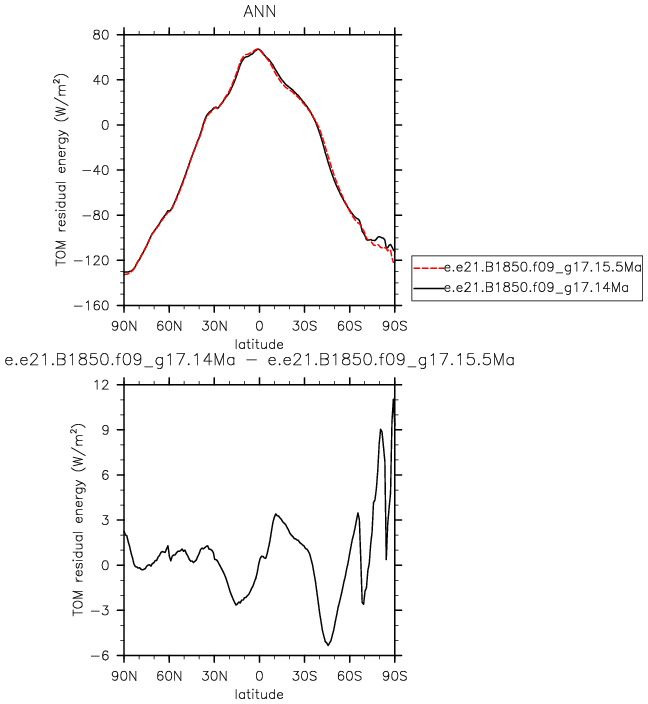 ANN
80
40
0
−40
−80
−120
−160
TOM residual energy (W/m²)
90N 60N 30N 0 30S 60S 90S
latitude
e.e21.B1850.f09_g17.15.5Ma
e.e21.B1850.f09_g17.14Ma
e.e21.B1850.f09_g17.14Ma − e.e21.B1850.f09_g17.15.5Ma
12
9
6
3
0
−3
−6
TOM residual energy (W/m²)
90N 60N 30N 0 30S 60S 90S
latitude